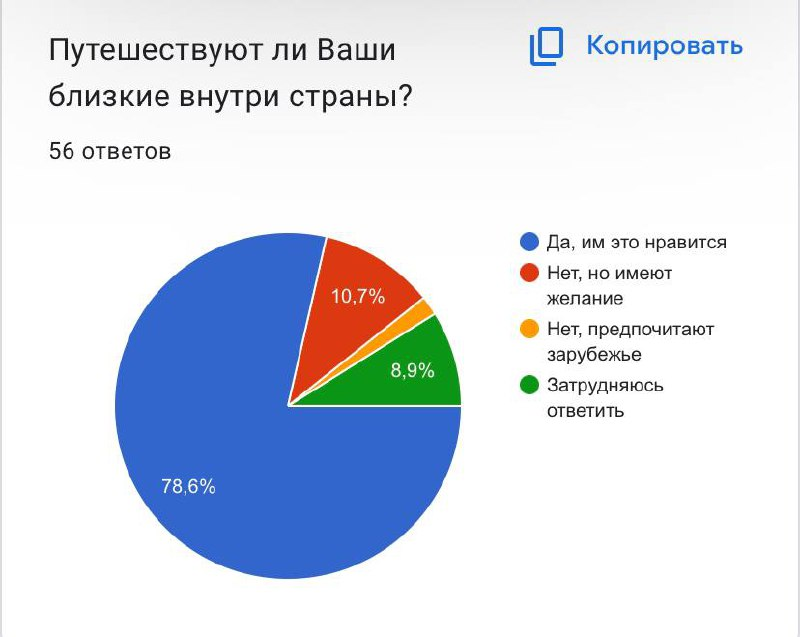 Путешествуют ли Ваши
Копировать
близкие внутри страны?
56 ответов
Да, им это нравится
Нет, но имеют
желание
Нет, предпочитают
зарубежье
Затрудняюсь
ответить
10,7%
8,9%
78,6%